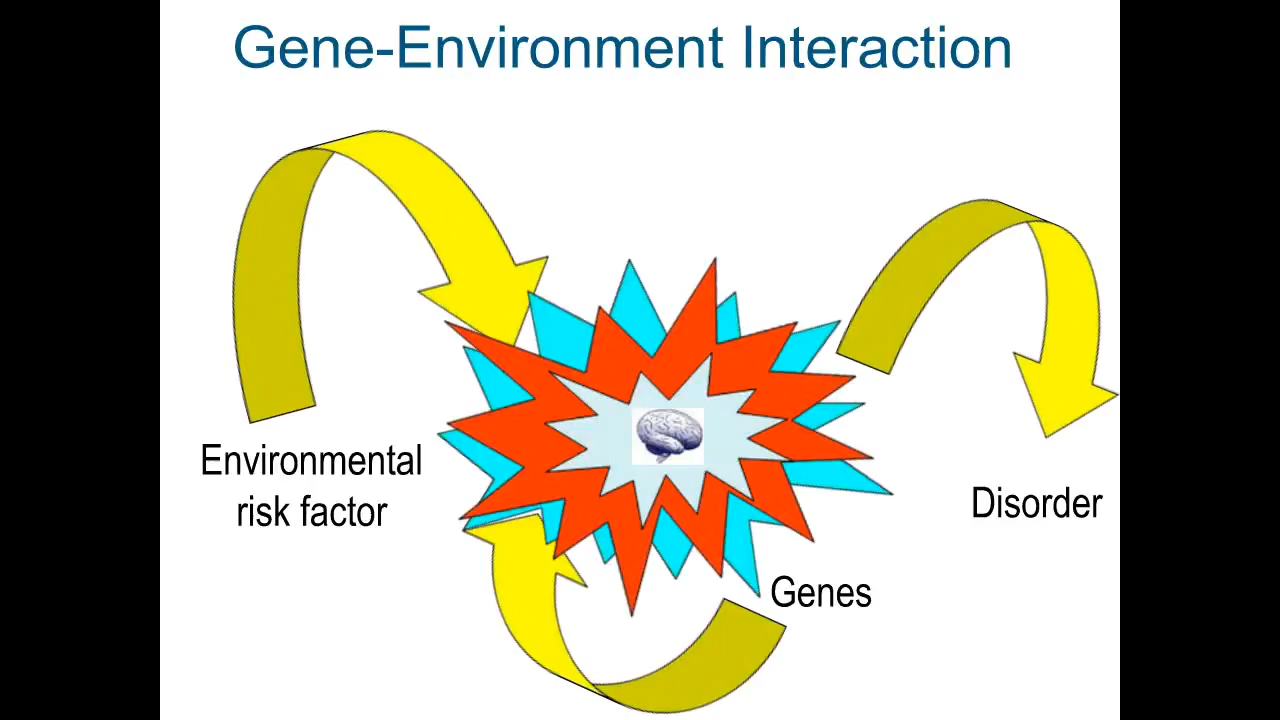 Gene-Environment Interaction
Environmental
risk factor
Disorder
Genes